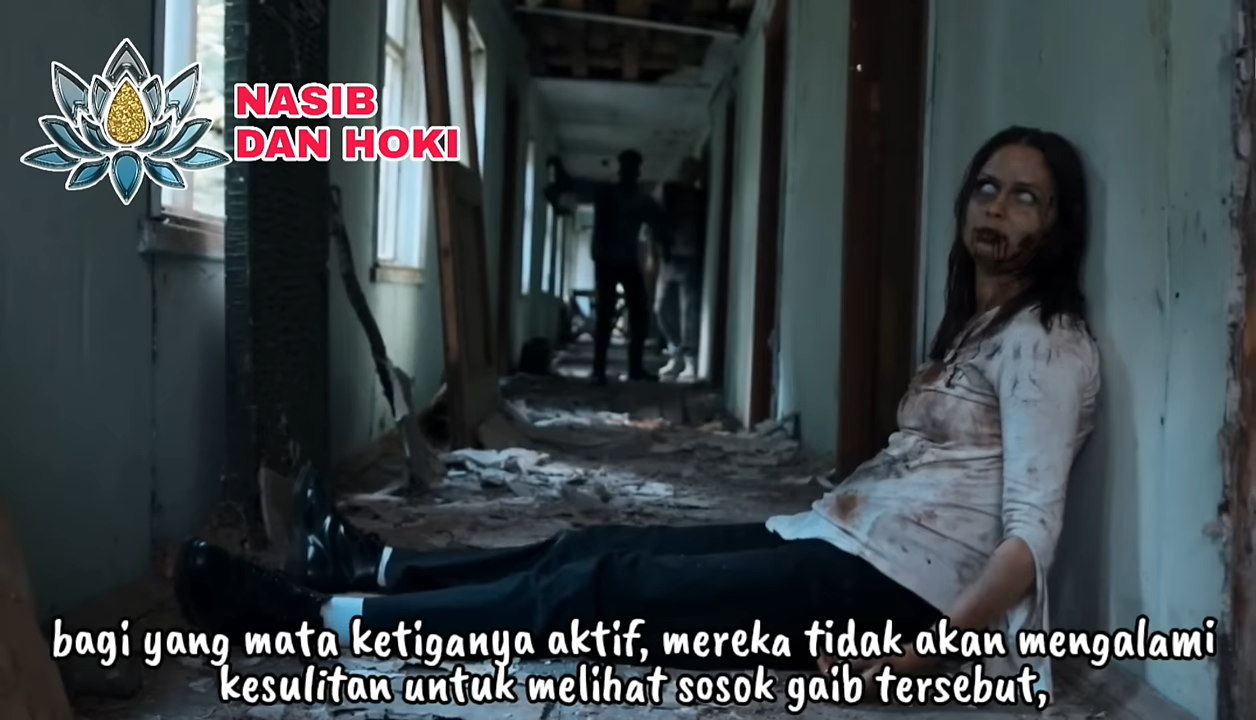 NASIB
DAN HOKI
bagi yang mata ketiganya aktif, mereka tidak akan mengalami
kesulitan untuk melihat sosok gaib tersebut,